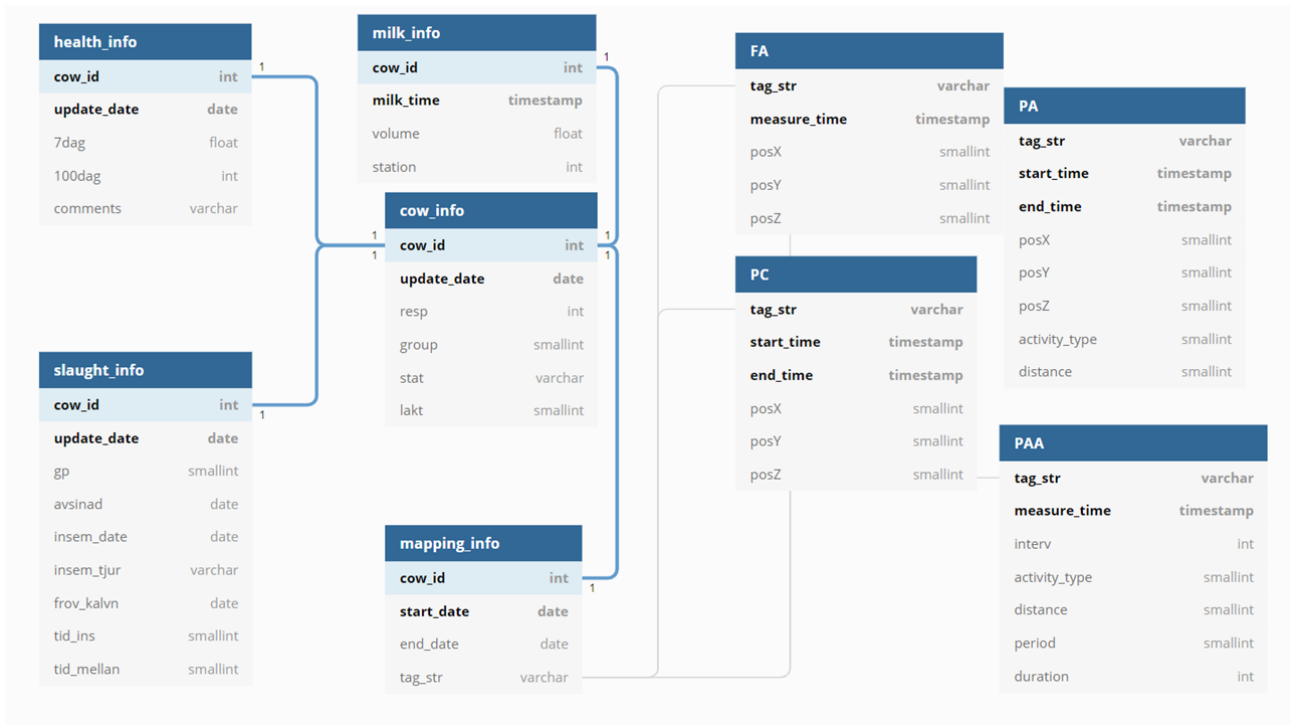 health_info
cow_id int
update_date date
7dag float
100dag int
comments varchar
1
milk_info
cow_id int
milk_time timestamp
volume float
station int
1
cow_info
cow_id int
update_date date
resp int
group smallint
stat varchar
lakt smallint
1
1
1
1
slaught_info
cow_id int
update_date date
gp smallint
avsinad date
insem_date date
insem_tjur varchar
frov_kalvn date
tid_ins smallint
tid_mellan smallint
1
mapping_info
cow_id int
start_date date
end_date date
tag_str varchar
1
FA
tag_str varchar
measure_time timestamp
posX smallint
posY smallint
posZ smallint
PA
tag_str varchar
start_time timestamp
end_time timestamp
posX smallint
posY smallint
posZ smallint
activity_type smallint
distance smallint
PC
tag_str varchar
start_time timestamp
end_time timestamp
posX smallint
posY smallint
posZ smallint
PAA
tag_str varchar
measure_time timestamp
interv int
activity_type smallint
distance smallint
period smallint
duration int